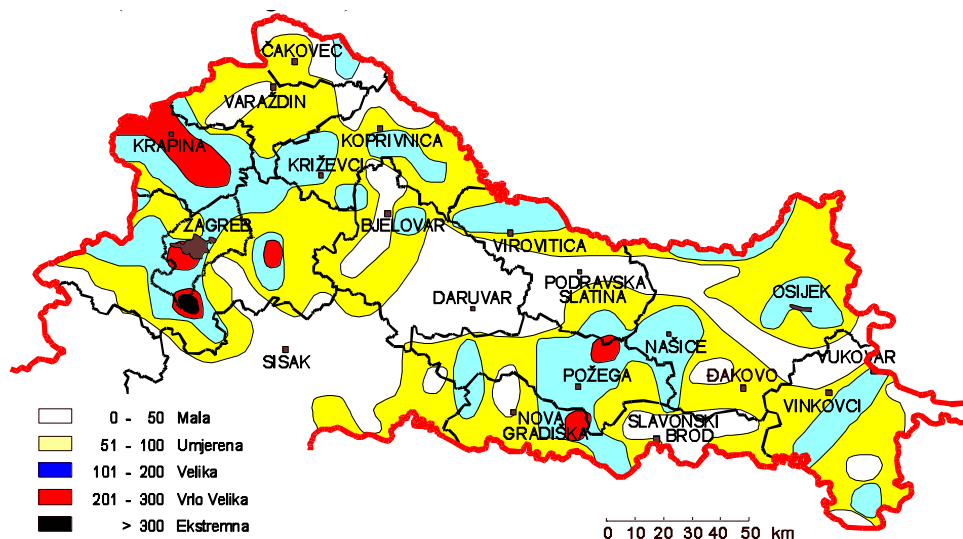 ČAKOVEC
VARAŽDIN
KRAPINA
KOPRIVNICA
KRIŽEVCI
ZAGREB
BJELOVAR
VIROVITICA
PODRAVSKA
SLATINA
DARUVAR
OSIJEK
SISAK
NAŠICE
VUKOVAR
POŽEGA
ĐAKOVO
VINKOVCI
NOVA
GRADIŠKA
SLAVONSKI
BROD
0 - 50 Mala
51 - 100 Umjerena
101 - 200 Velika
201 - 300 Vrlo Velika
> 300 Ekstremna
0 10 20 30 40 50 km